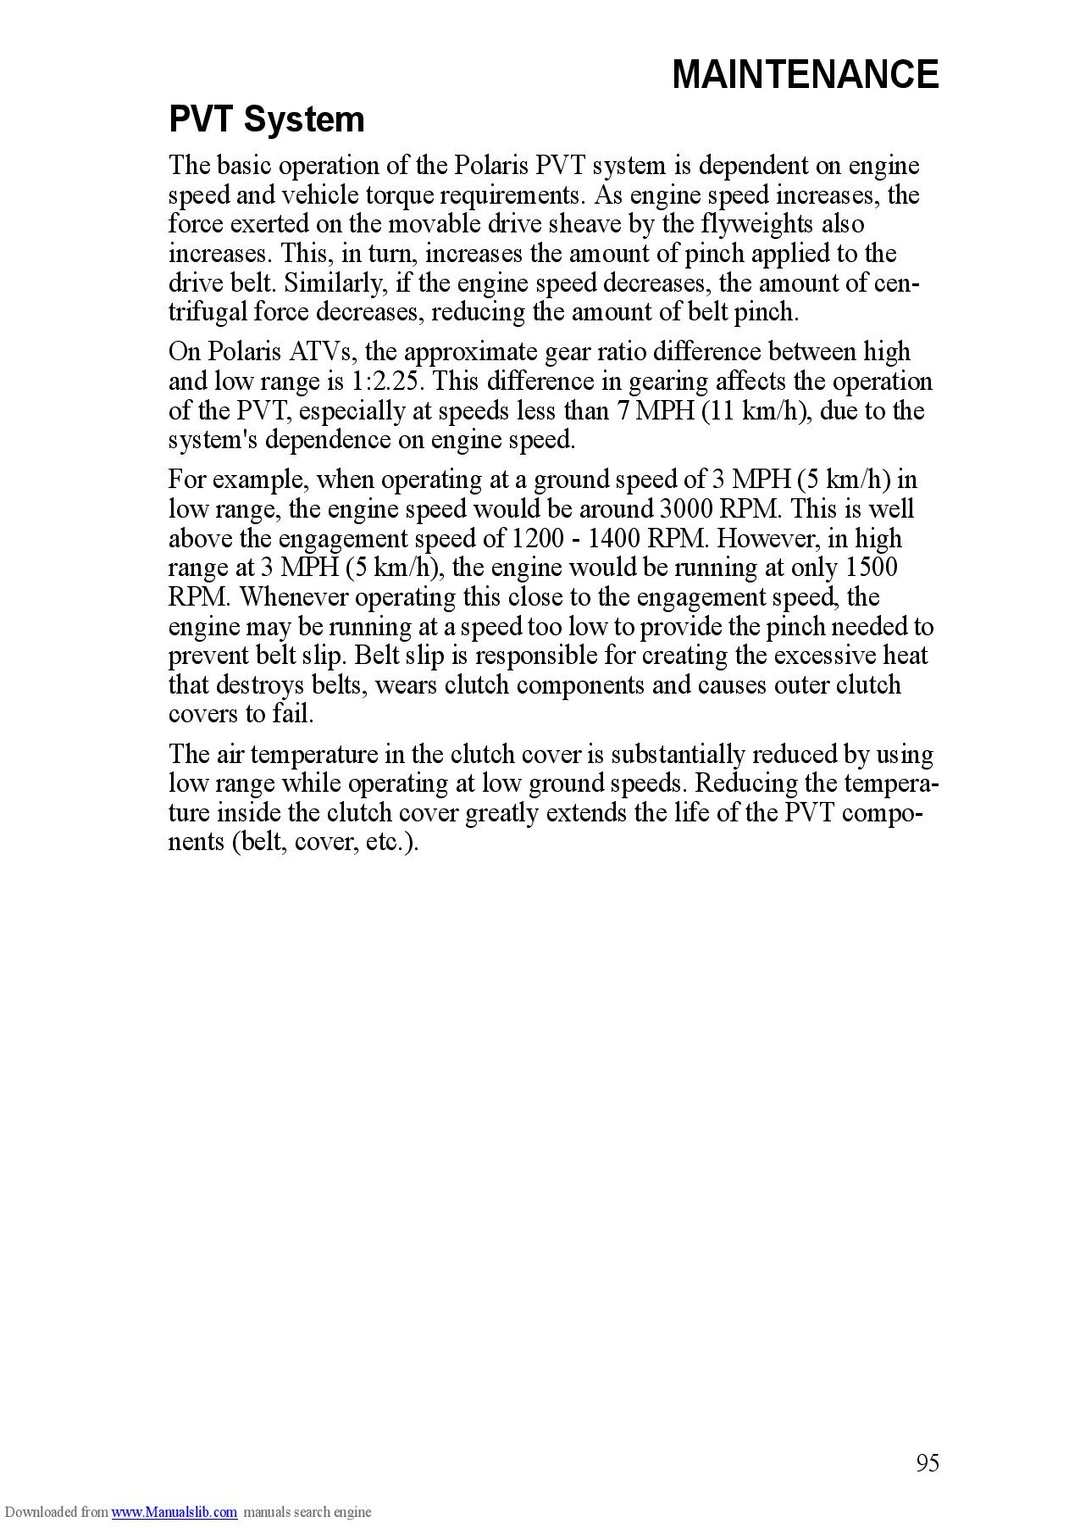 MAINTENANCE
PVT System
The basic operation of the Polaris PVT system is dependent on engine
speed and vehicle torque requirements. As engine speed increases, the
force exerted on the movable drive sheave by the flyweights also
increases. This, in turn, increases the amount of pinch applied to the
drive belt. Similarly, if the engine speed decreases, the amount of cen-
trifugal force decreases, reducing the amount of belt pinch.
On Polaris ATVs, the approximate gear ratio difference between high
and low range is 1:2.25. This difference in gearing affects the operation
of the PVT, especially at speeds less than 7 MPH (11 km/h), due to the
system's dependence on engine speed.
For example, when operating at a ground speed of 3 MPH (5 km/h) in
low range, the engine speed would be around 3000 RPM. This is well
above the engagement speed of 1200 - 1400 RPM. However, in high
range at 3 MPH (5 km/h), the engine would be running at only 1500
RPM. Whenever operating this close to the engagement speed, the
engine may be running at a speed too low to provide the pinch needed to
prevent belt slip. Belt slip is responsible for creating the excessive heat
that destroys belts, wears clutch components and causes outer clutch
covers to fail.
The air temperature in the clutch cover is substantially reduced by using
low range while operating at low ground speeds. Reducing the tempera-
ture inside the clutch cover greatly extends the life of the PVT compo-
nents (belt, cover, etc.).
95
Downloaded from www.Manualslib.com manuals search engine